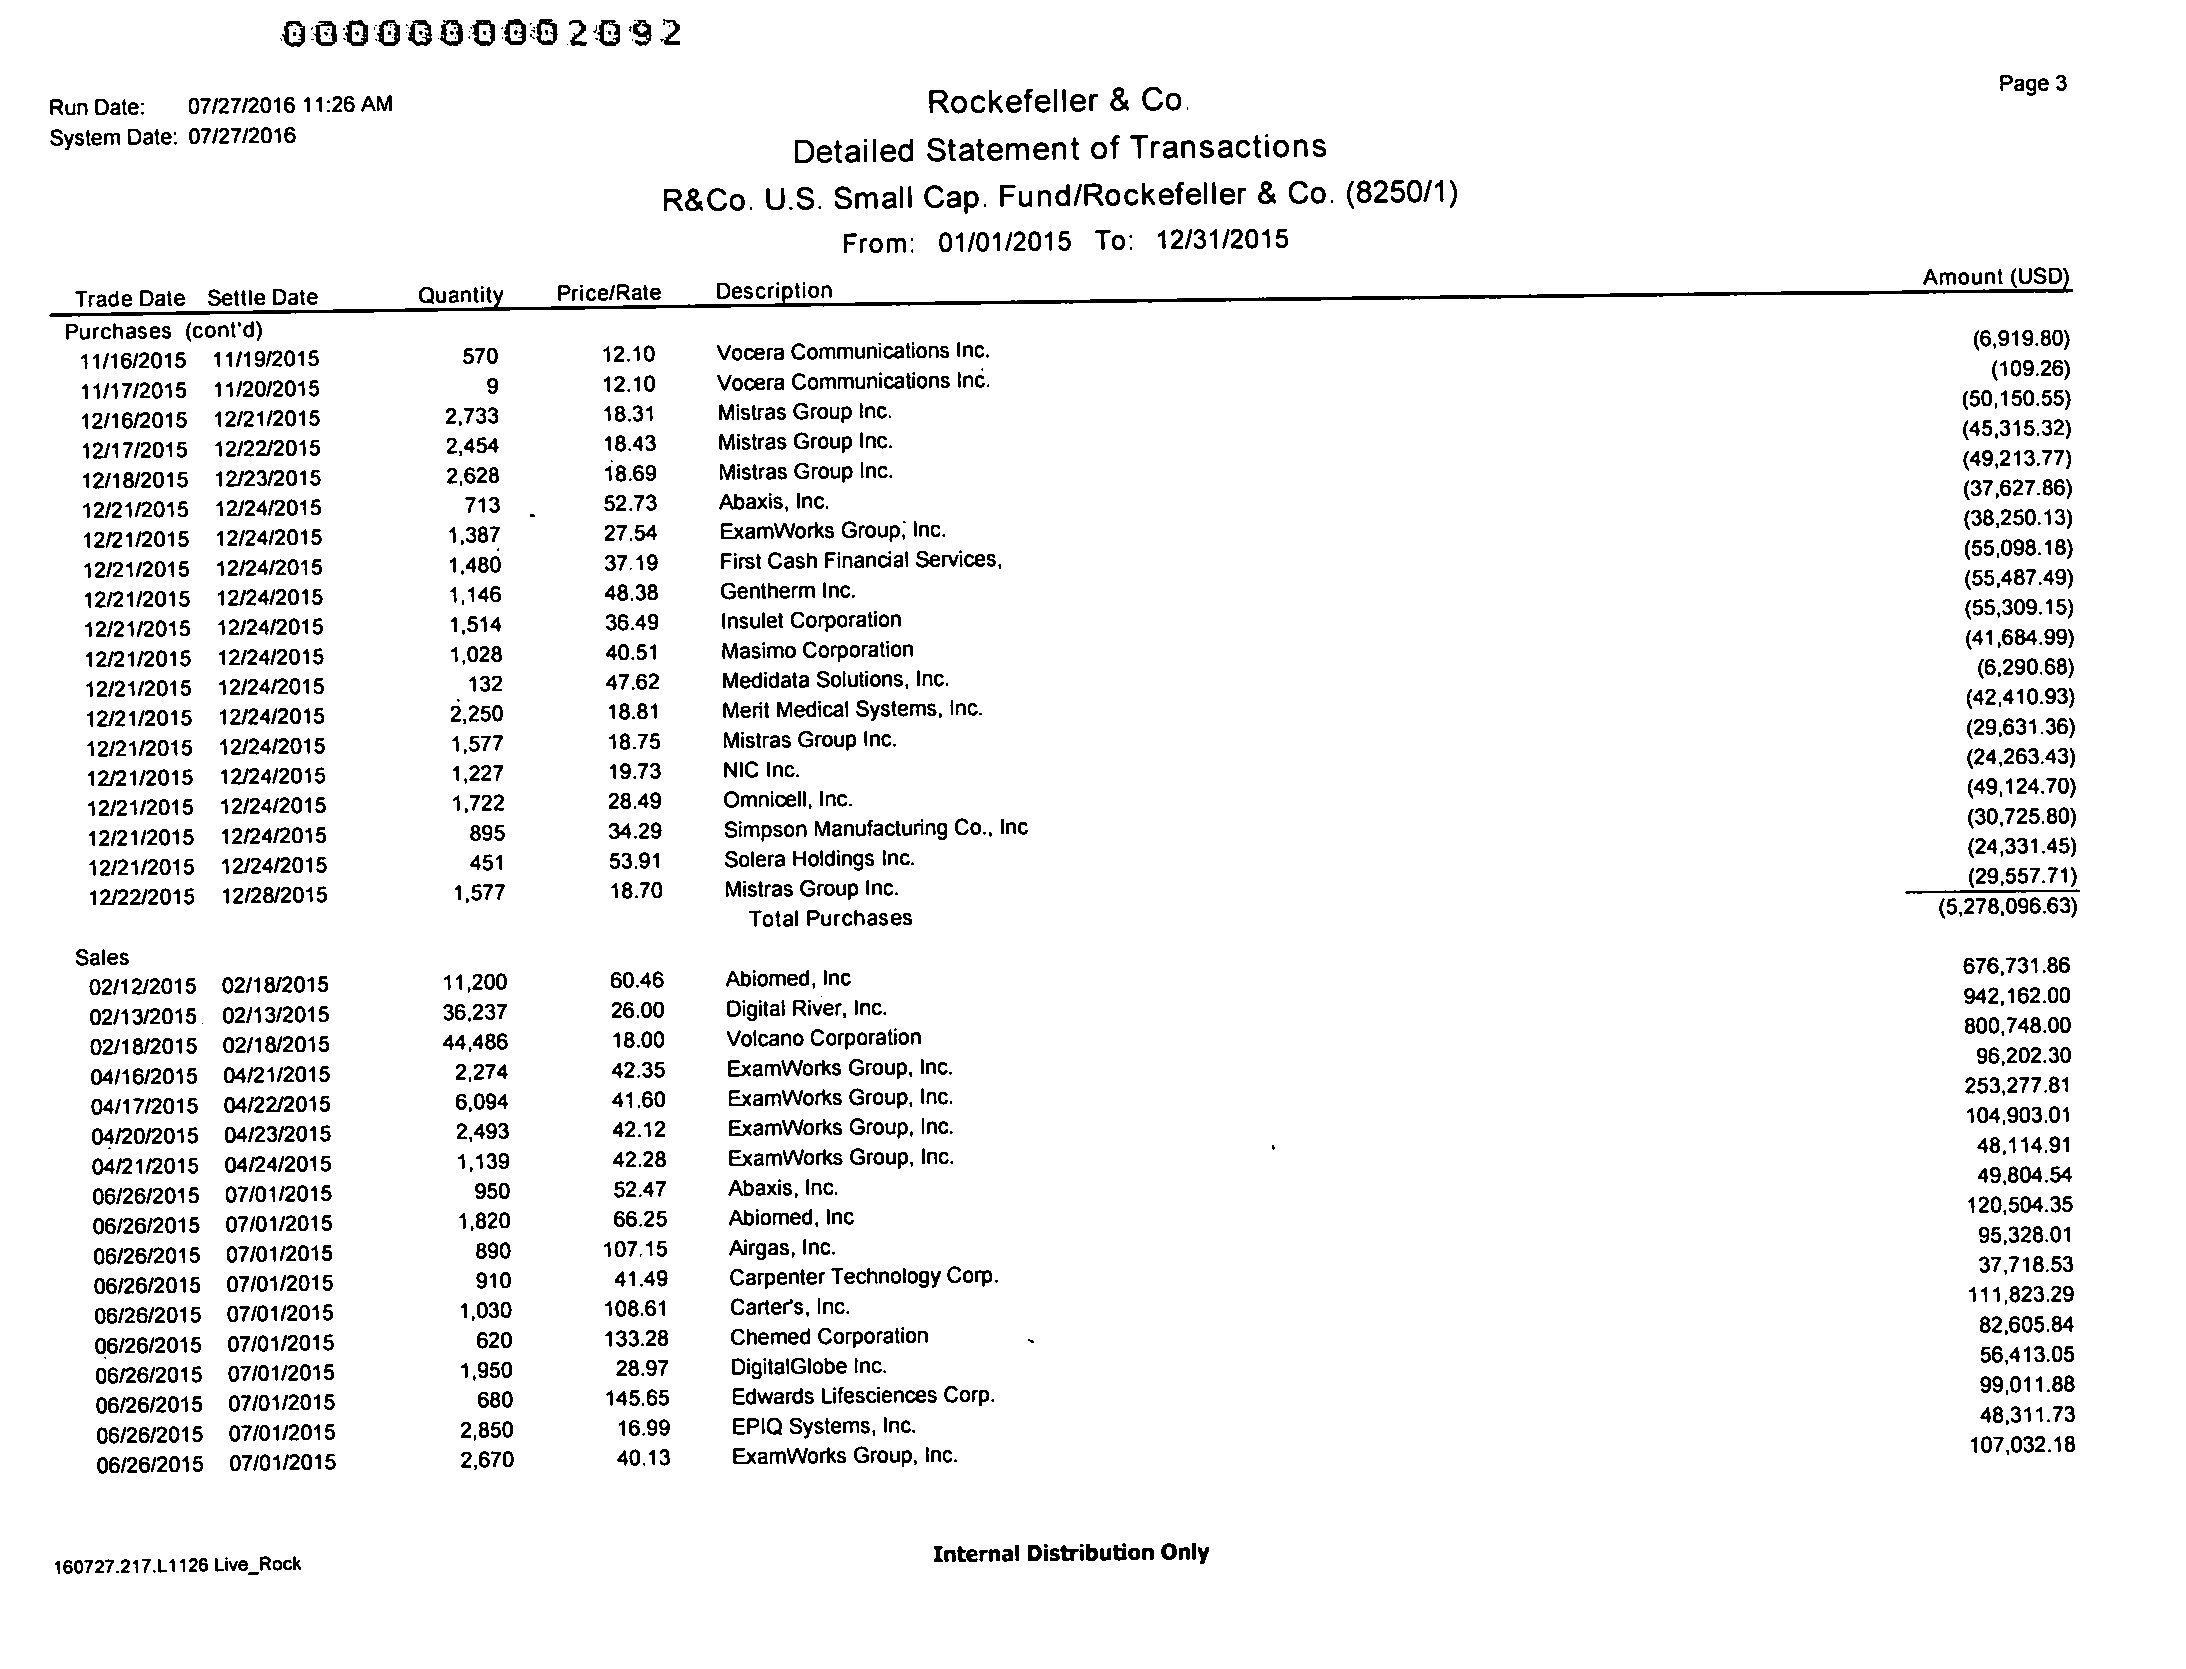 0000000002092
Page 3
Run Date: 07/27/2016 11:26 AM
System Date: 07/27/2016
Rockefeller & Co.
Detailed Statement of Transactions
R&Co. U.S. Small Cap. Fund/Rockefeller & Co. (8250/1)
From: 01/01/2015 To: 12/31/2015
Trade Date Settle Date Quantity Price/Rate Description Amount (USD)
Purchases (cont'd)
11/16/2015 11/19/2015 570 12.10 Vocera Communications Inc. (6,919.80)
11/17/2015 11/20/2015 9 12.10 Vocera Communications Inc. (109.26)
12/16/2015 12/21/2015 2,733 18.31 Mistras Group Inc. (50,150.55)
12/17/2015 12/22/2015 2,454 18.43 Mistras Group Inc. (45,315.32)
12/18/2015 12/23/2015 2,628 18.69 Mistras Group Inc. (49,213.77)
12/21/2015 12/24/2015 713 52.73 Abaxis, Inc. (37,627.86)
12/21/2015 12/24/2015 1,387 27.54 ExamWorks Group, Inc. (38,250.13)
12/21/2015 12/24/2015 1,480 37.19 First Cash Financial Services, (55,098.18)
12/21/2015 12/24/2015 1,146 48.38 Gentherm Inc. (55,487.49)
12/21/2015 12/24/2015 1,514 36.49 Insulet Corporation (55,309.15)
12/21/2015 12/24/2015 1,028 40.51 Masimo Corporation (41,684.99)
12/21/2015 12/24/2015 132 47.62 Medidata Solutions, Inc. (6,290.68)
12/21/2015 12/24/2015 2,250 18.81 Merit Medical Systems, Inc. (42,410.93)
12/21/2015 12/24/2015 1,577 18.75 Mistras Group Inc. (29,631.36)
12/21/2015 12/24/2015 1,227 19.73 NIC Inc. (24,263.43)
12/21/2015 12/24/2015 1,722 28.49 Omnicell, Inc. (49,124.70)
12/21/2015 12/24/2015 895 34.29 Simpson Manufacturing Co., Inc (30,725.80)
12/21/2015 12/24/2015 451 53.91 Solera Holdings Inc. (24,331.45)
12/22/2015 12/28/2015 1,577 18.70 Mistras Group Inc. (29,557.71)
Total Purchases (5,278,096.63)
Sales
02/12/2015 02/18/2015 11,200 60.46 Abiomed, Inc 676,731.86
02/13/2015 02/13/2015 36,237 26.00 Digital River, Inc. 942,162.00
02/18/2015 02/18/2015 44,486 18.00 Volcano Corporation 800,748.00
04/16/2015 04/21/2015 2,274 42.35 ExamWorks Group, Inc. 96,202.30
04/17/2015 04/22/2015 6,094 41.60 ExamWorks Group, Inc. 253,277.81
04/20/2015 04/23/2015 2,493 42.12 ExamWorks Group, Inc. 104,903.01
04/21/2015 04/24/2015 1,139 42.28 ExamWorks Group, Inc. 48,114.91
06/26/2015 07/01/2015 950 52.47 Abaxis, Inc. 49,804.54
06/26/2015 07/01/2015 1,820 66.25 Abiomed, Inc 120,504.35
06/26/2015 07/01/2015 890 107.15 Airgas, Inc. 95,328.01
06/26/2015 07/01/2015 910 41.49 Carpenter Technology Corp. 37,718.53
06/26/2015 07/01/2015 1,030 108.61 Carter's, Inc. 111,823.29
06/26/2015 07/01/2015 620 133.28 Chemed Corporation 82,605.84
06/26/2015 07/01/2015 1,950 28.97 DigitalGlobe Inc. 56,413.05
06/26/2015 07/01/2015 680 145.65 Edwards Lifesciences Corp. 99,011.88
06/26/2015 07/01/2015 2,850 16.99 EPIQ Systems, Inc. 48,311.73
06/26/2015 07/01/2015 2,670 40.13 ExamWorks Group, Inc. 107,032.18
160727.217.L1126 Live_Rock
Internal Distribution Only